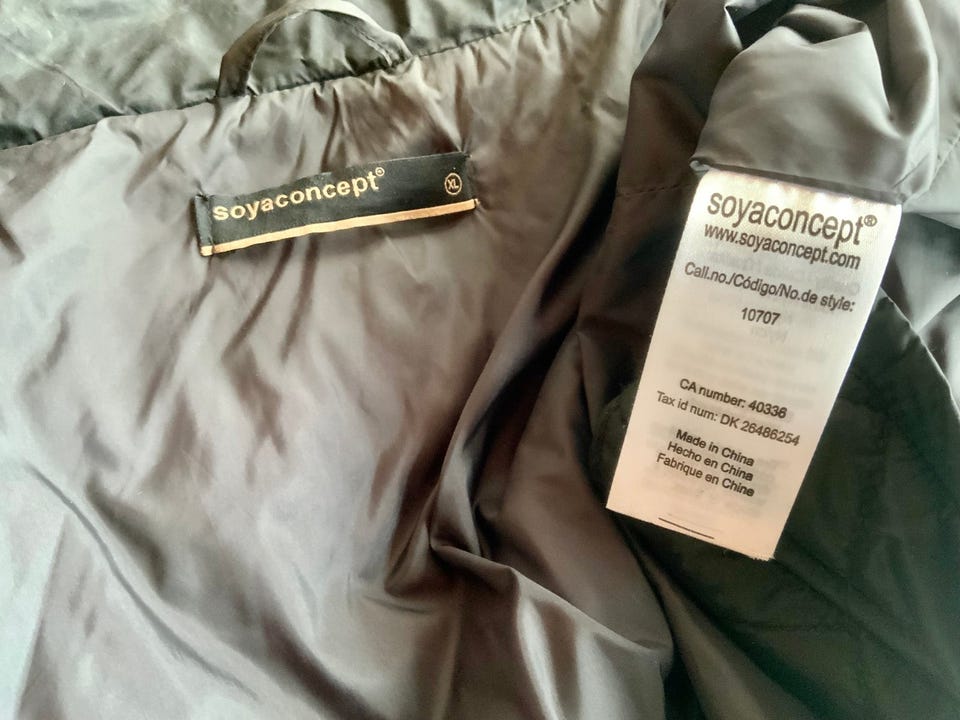 soyaconcept® XL
soyaconcept®
www.soyaconcept.com
Call.no./Código/No.de style:
10707
CA number: 40336
Tax id num: DK 26486254
Made in China
Hecho en China
Fabrique en Chine